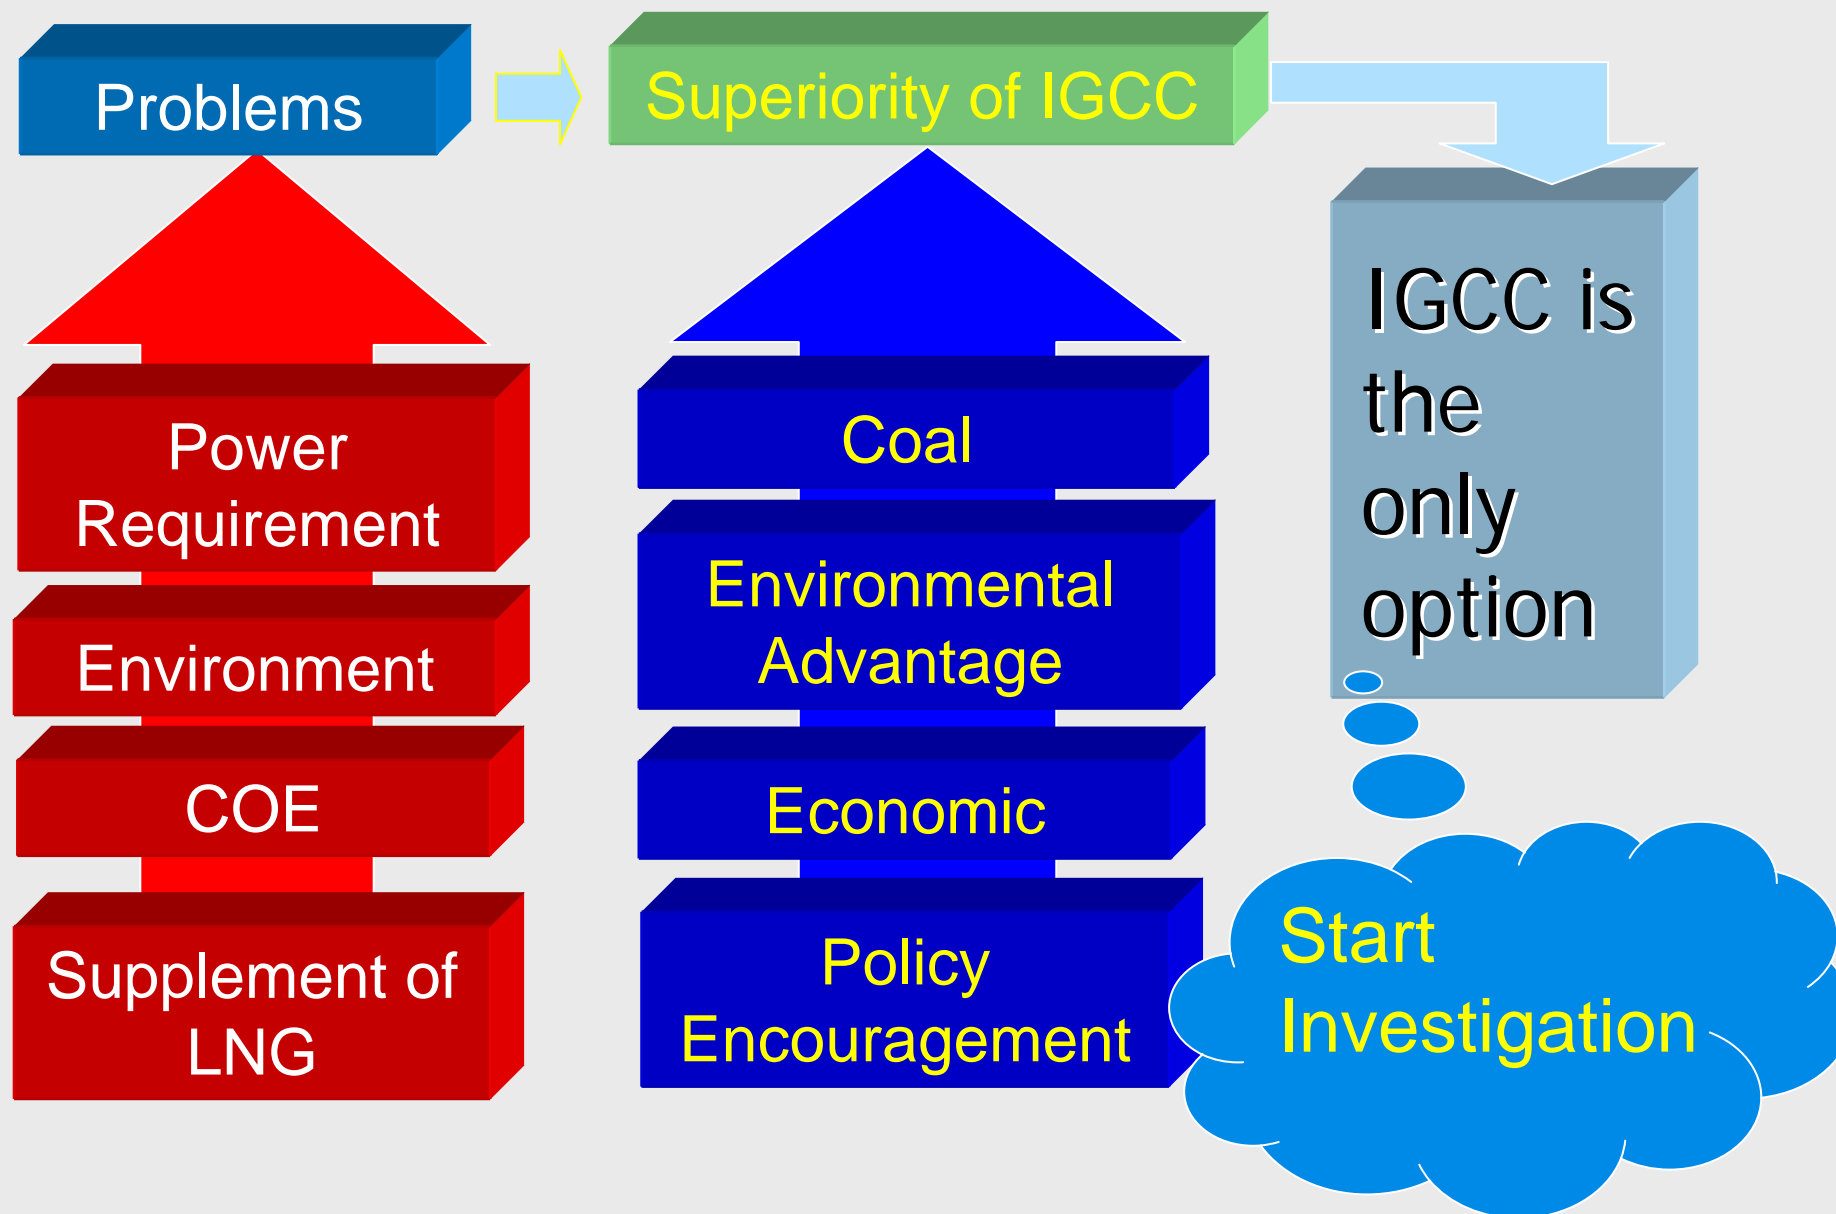 Problems
Superiority of IGCC
Power
Requirement
Environment
COE
Supplement of
LNG
Coal
Environmental
Advantage
Economic
Policy
Encouragement
IGCC is
the
only
option
Start
Investigation